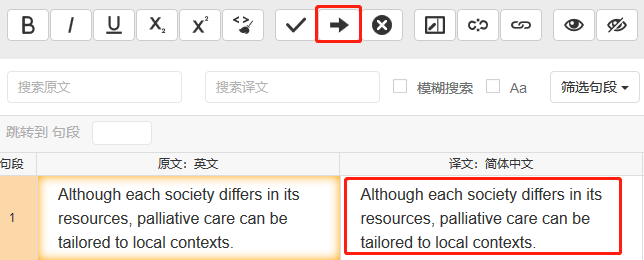 B I U X₂ X²
搜索原文 搜索译文 模糊搜索 Aa 筛选句段
跳转到 句段
句段 原文：英文 译文：简体中文
1
Although each society differs in its
resources, palliative care can be
tailored to local contexts.
Although each society differs in its
resources, palliative care can be
tailored to local contexts.